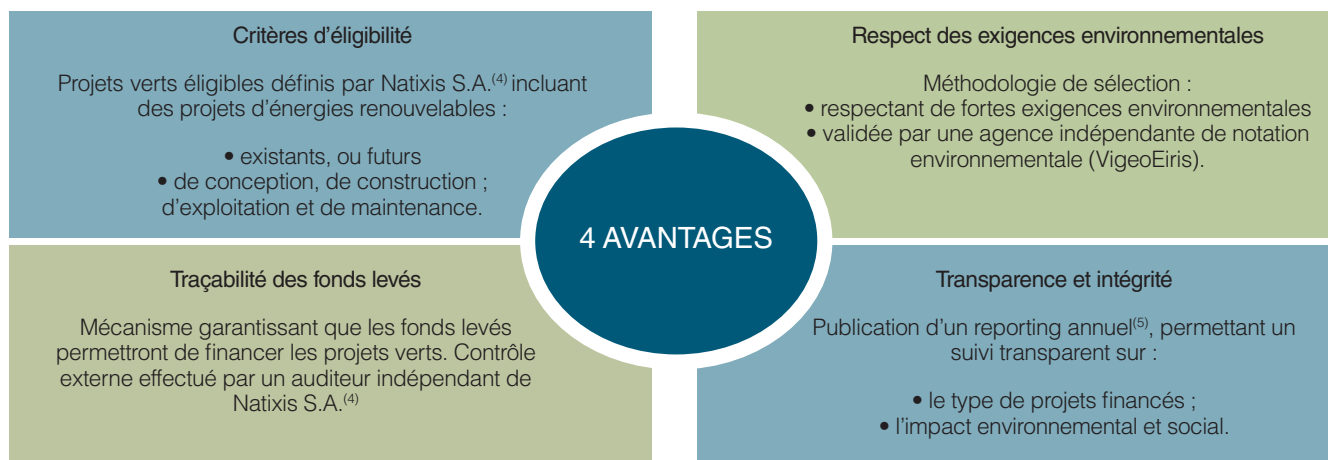 Critères d'éligibilité
Projets verts éligibles définis par Natixis S.A.(4) incluant
des projets d'énergies renouvelables :
• existants, ou futurs
• de conception, de construction ;
d'exploitation et de maintenance.
Respect des exigences environnementales
Méthodologie de sélection :
• respectant de fortes exigences environnementales
• validée par une agence indépendante de notation
environnementale (VigeoEiris).
4 AVANTAGES
Traçabilité des fonds levés
Mécanisme garantissant que les fonds levés
permettront de financer les projets verts. Contrôle
externe effectué par un auditeur indépendant de
Natixis S.A.(4)
Transparence et intégrité
Publication d'un reporting annuel(5), permettant un
suivi transparent sur :
• le type de projets financés ;
• l'impact environnemental et social.